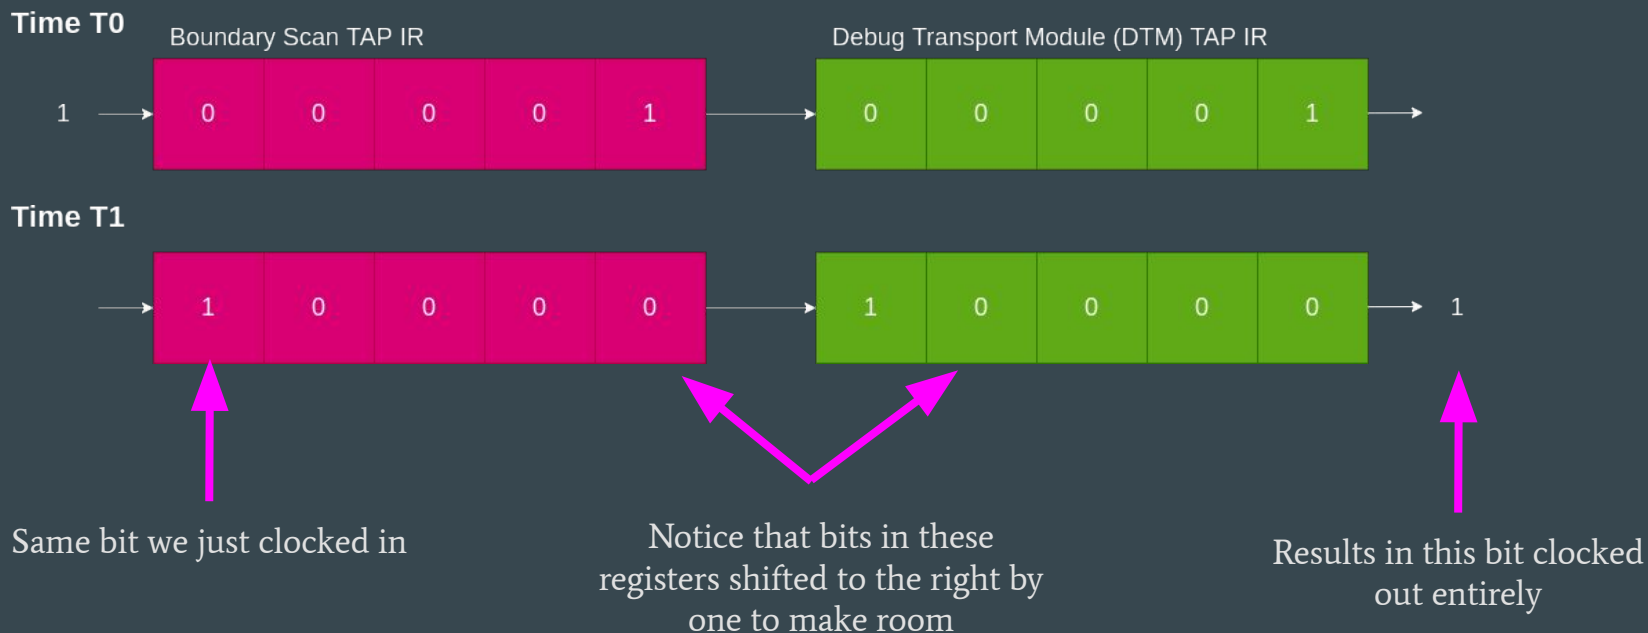 Time T0
Boundary Scan TAP IR
Debug Transport Module (DTM) TAP IR
1 0 0 0 0 1 0 0 0 0 1
Time T1
1 0 0 0 0 1 0 0 0 0 1
Same bit we just clocked in
Notice that bits in these
registers shifted to the right by
one to make room
Results in this bit clocked
out entirely